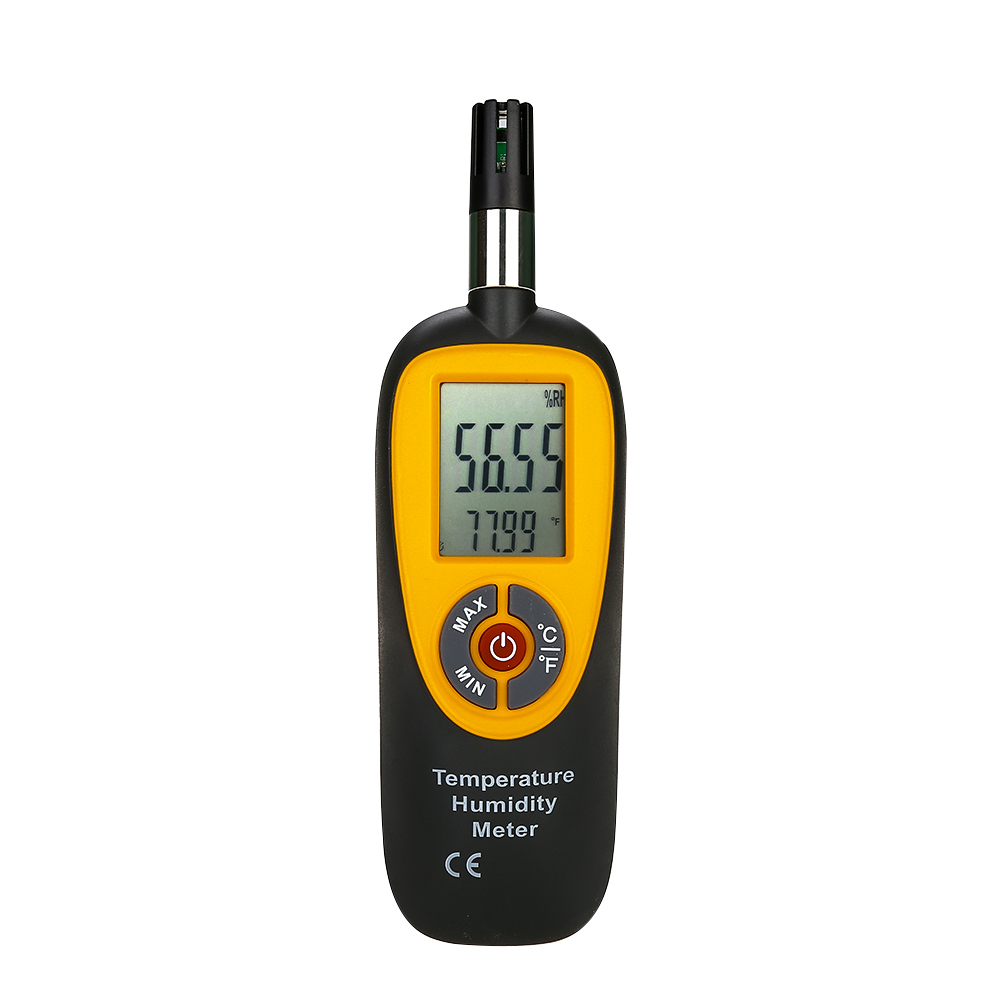 %RH
56.55
77.99 °F
MAX
MIN
°C
°F
Temperature
Humidity
Meter
CE